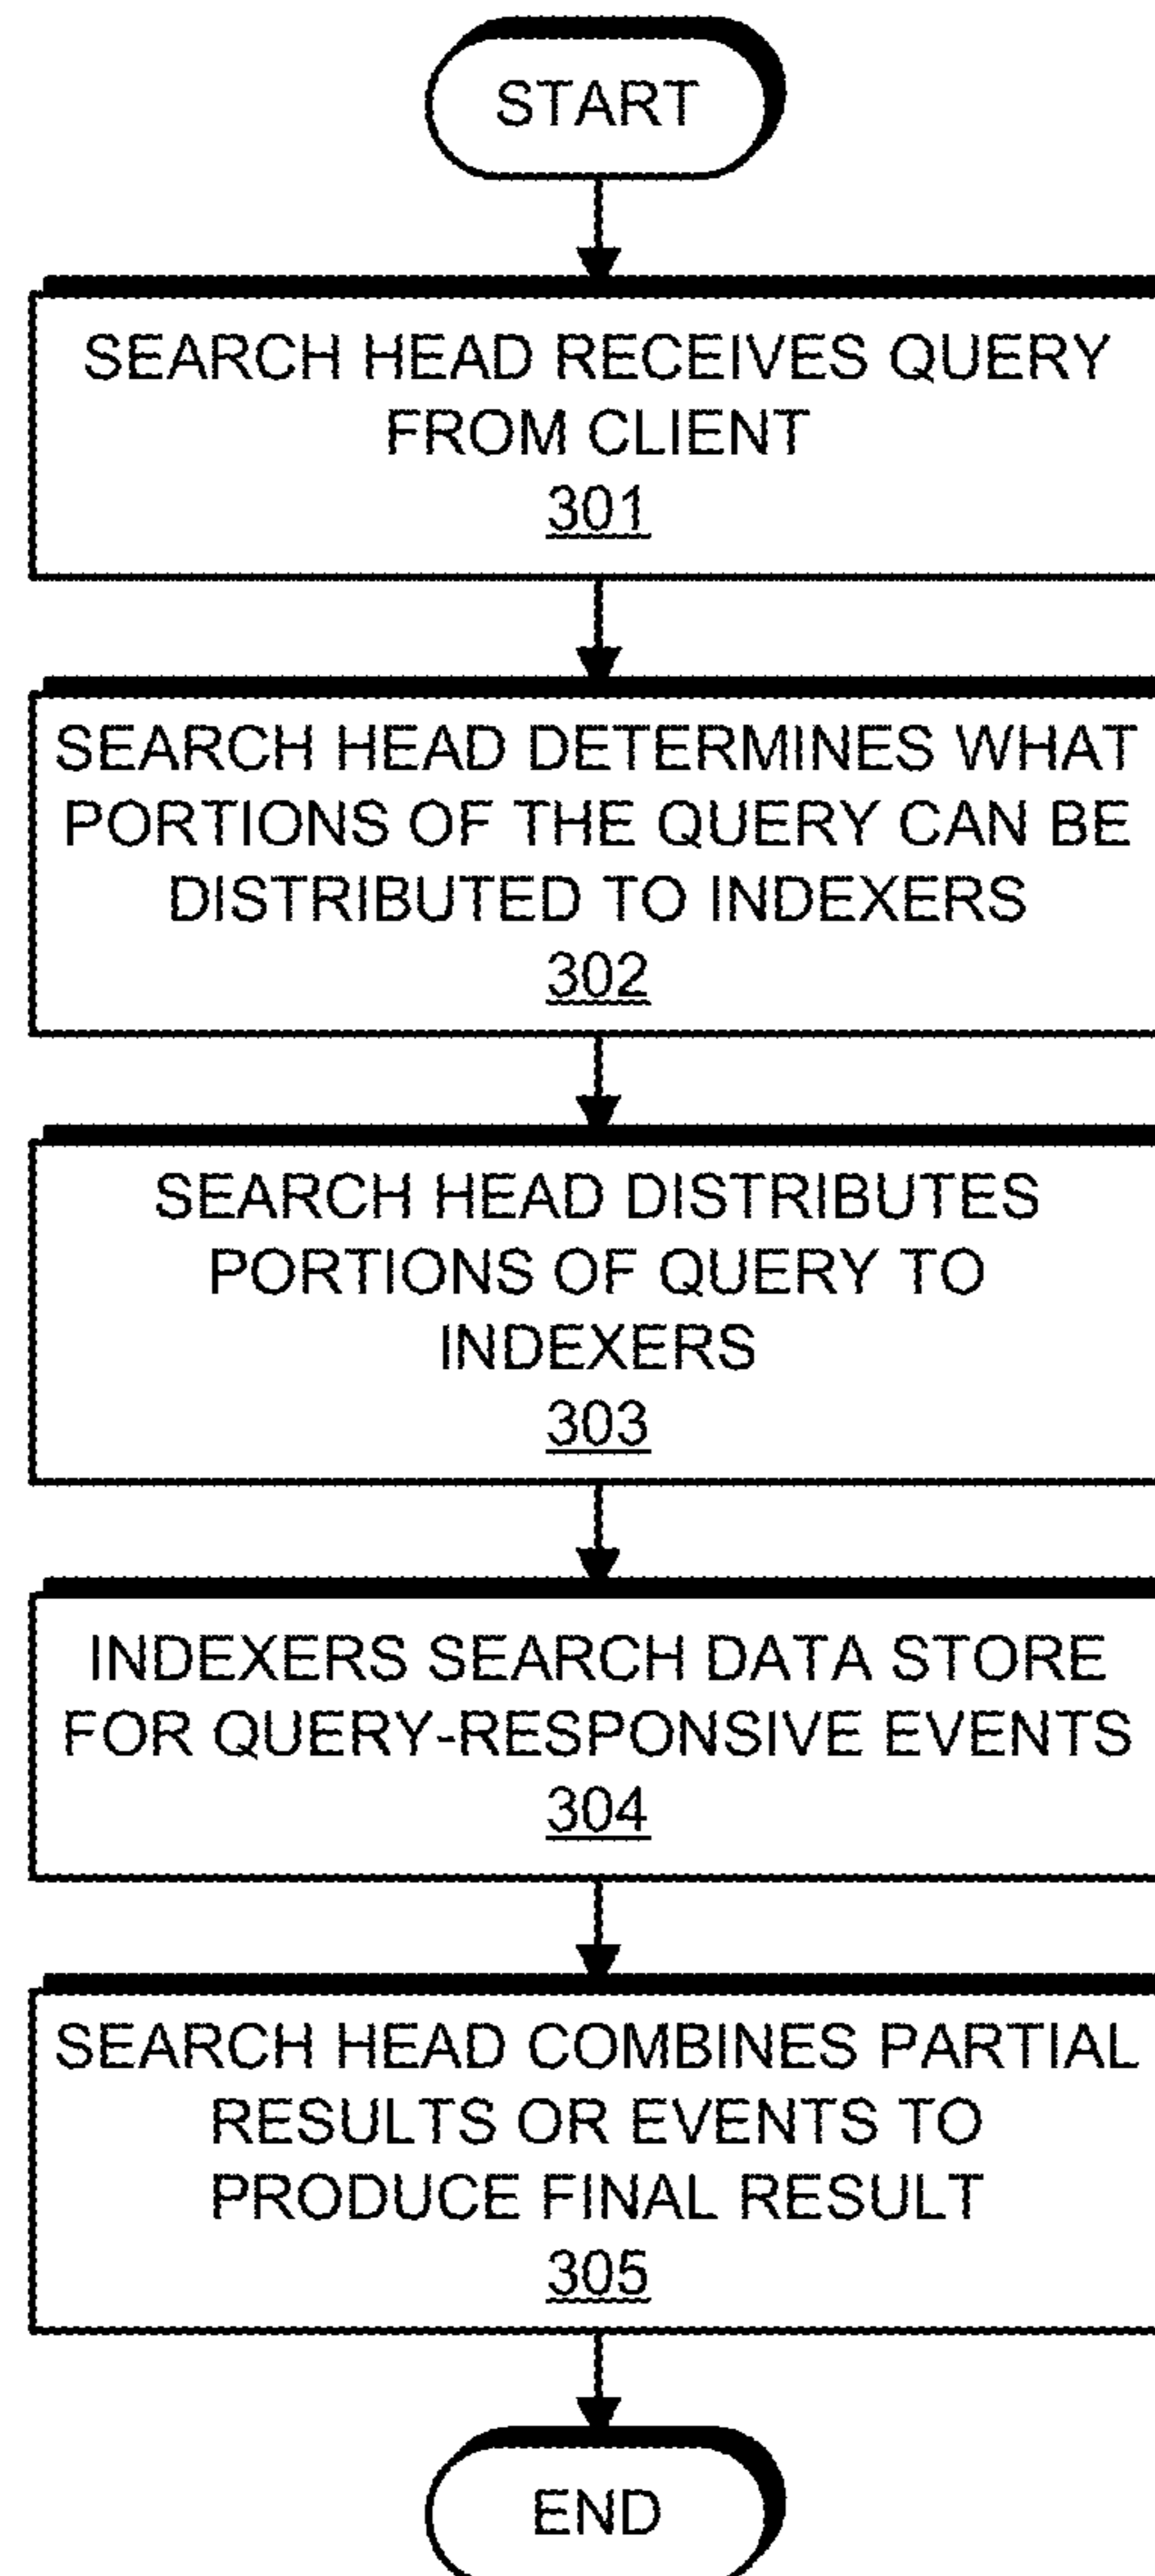 START
SEARCH HEAD RECEIVES QUERY
FROM CLIENT
301
SEARCH HEAD DETERMINES WHAT
PORTIONS OF THE QUERY CAN BE
DISTRIBUTED TO INDEXERS
302
SEARCH HEAD DISTRIBUTES
PORTIONS OF QUERY TO
INDEXERS
303
INDEXERS SEARCH DATA STORE
FOR QUERY-RESPONSIVE EVENTS
304
SEARCH HEAD COMBINES PARTIAL
RESULTS OR EVENTS TO
PRODUCE FINAL RESULT
305
END